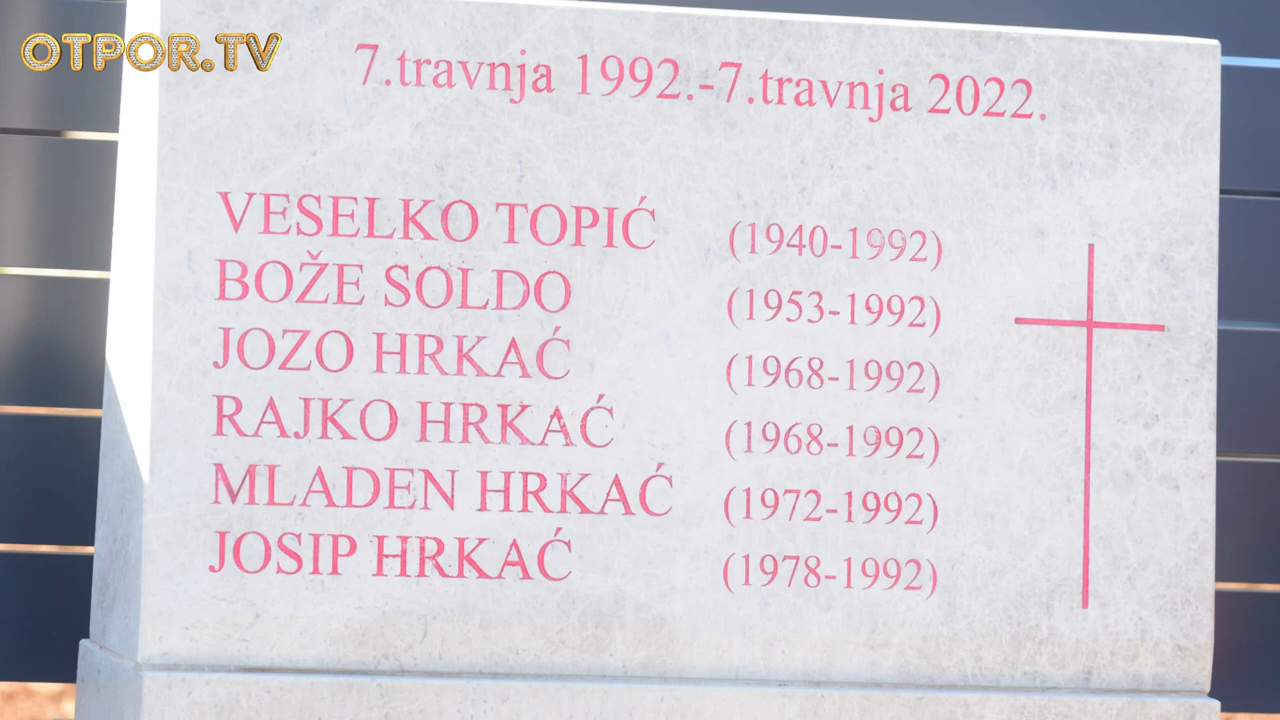 OTPOR.TV
7.travnja 1992.-7.travnja 2022.
VESELKO TOPIĆ (1940-1992)
BOŽE SOLDO (1953-1992)
JOZO HRKAĆ (1968-1992)
RAJKO HRKAĆ (1968-1992)
MLADEN HRKAĆ (1972-1992)
JOSIP HRKAĆ (1978-1992)